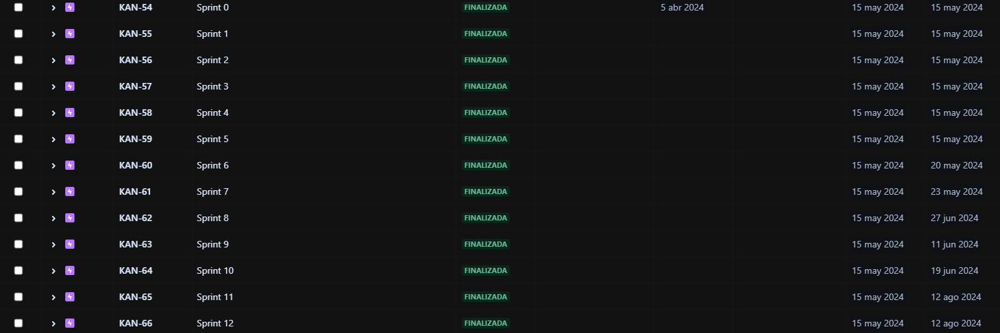 KAN-54 Sprint 0 FINALIZADA 5 abr 2024 15 may 2024 15 may 2024
KAN-55 Sprint 1 FINALIZADA 15 may 2024 15 may 2024
KAN-56 Sprint 2 FINALIZADA 15 may 2024 15 may 2024
KAN-57 Sprint 3 FINALIZADA 15 may 2024 15 may 2024
KAN-58 Sprint 4 FINALIZADA 15 may 2024 15 may 2024
KAN-59 Sprint 5 FINALIZADA 15 may 2024 15 may 2024
KAN-60 Sprint 6 FINALIZADA 15 may 2024 20 may 2024
KAN-61 Sprint 7 FINALIZADA 15 may 2024 23 may 2024
KAN-62 Sprint 8 FINALIZADA 15 may 2024 27 jun 2024
KAN-63 Sprint 9 FINALIZADA 15 may 2024 11 jun 2024
KAN-64 Sprint 10 FINALIZADA 15 may 2024 19 jun 2024
KAN-65 Sprint 11 FINALIZADA 15 may 2024 12 ago 2024
KAN-66 Sprint 12 FINALIZADA 15 may 2024 12 ago 2024